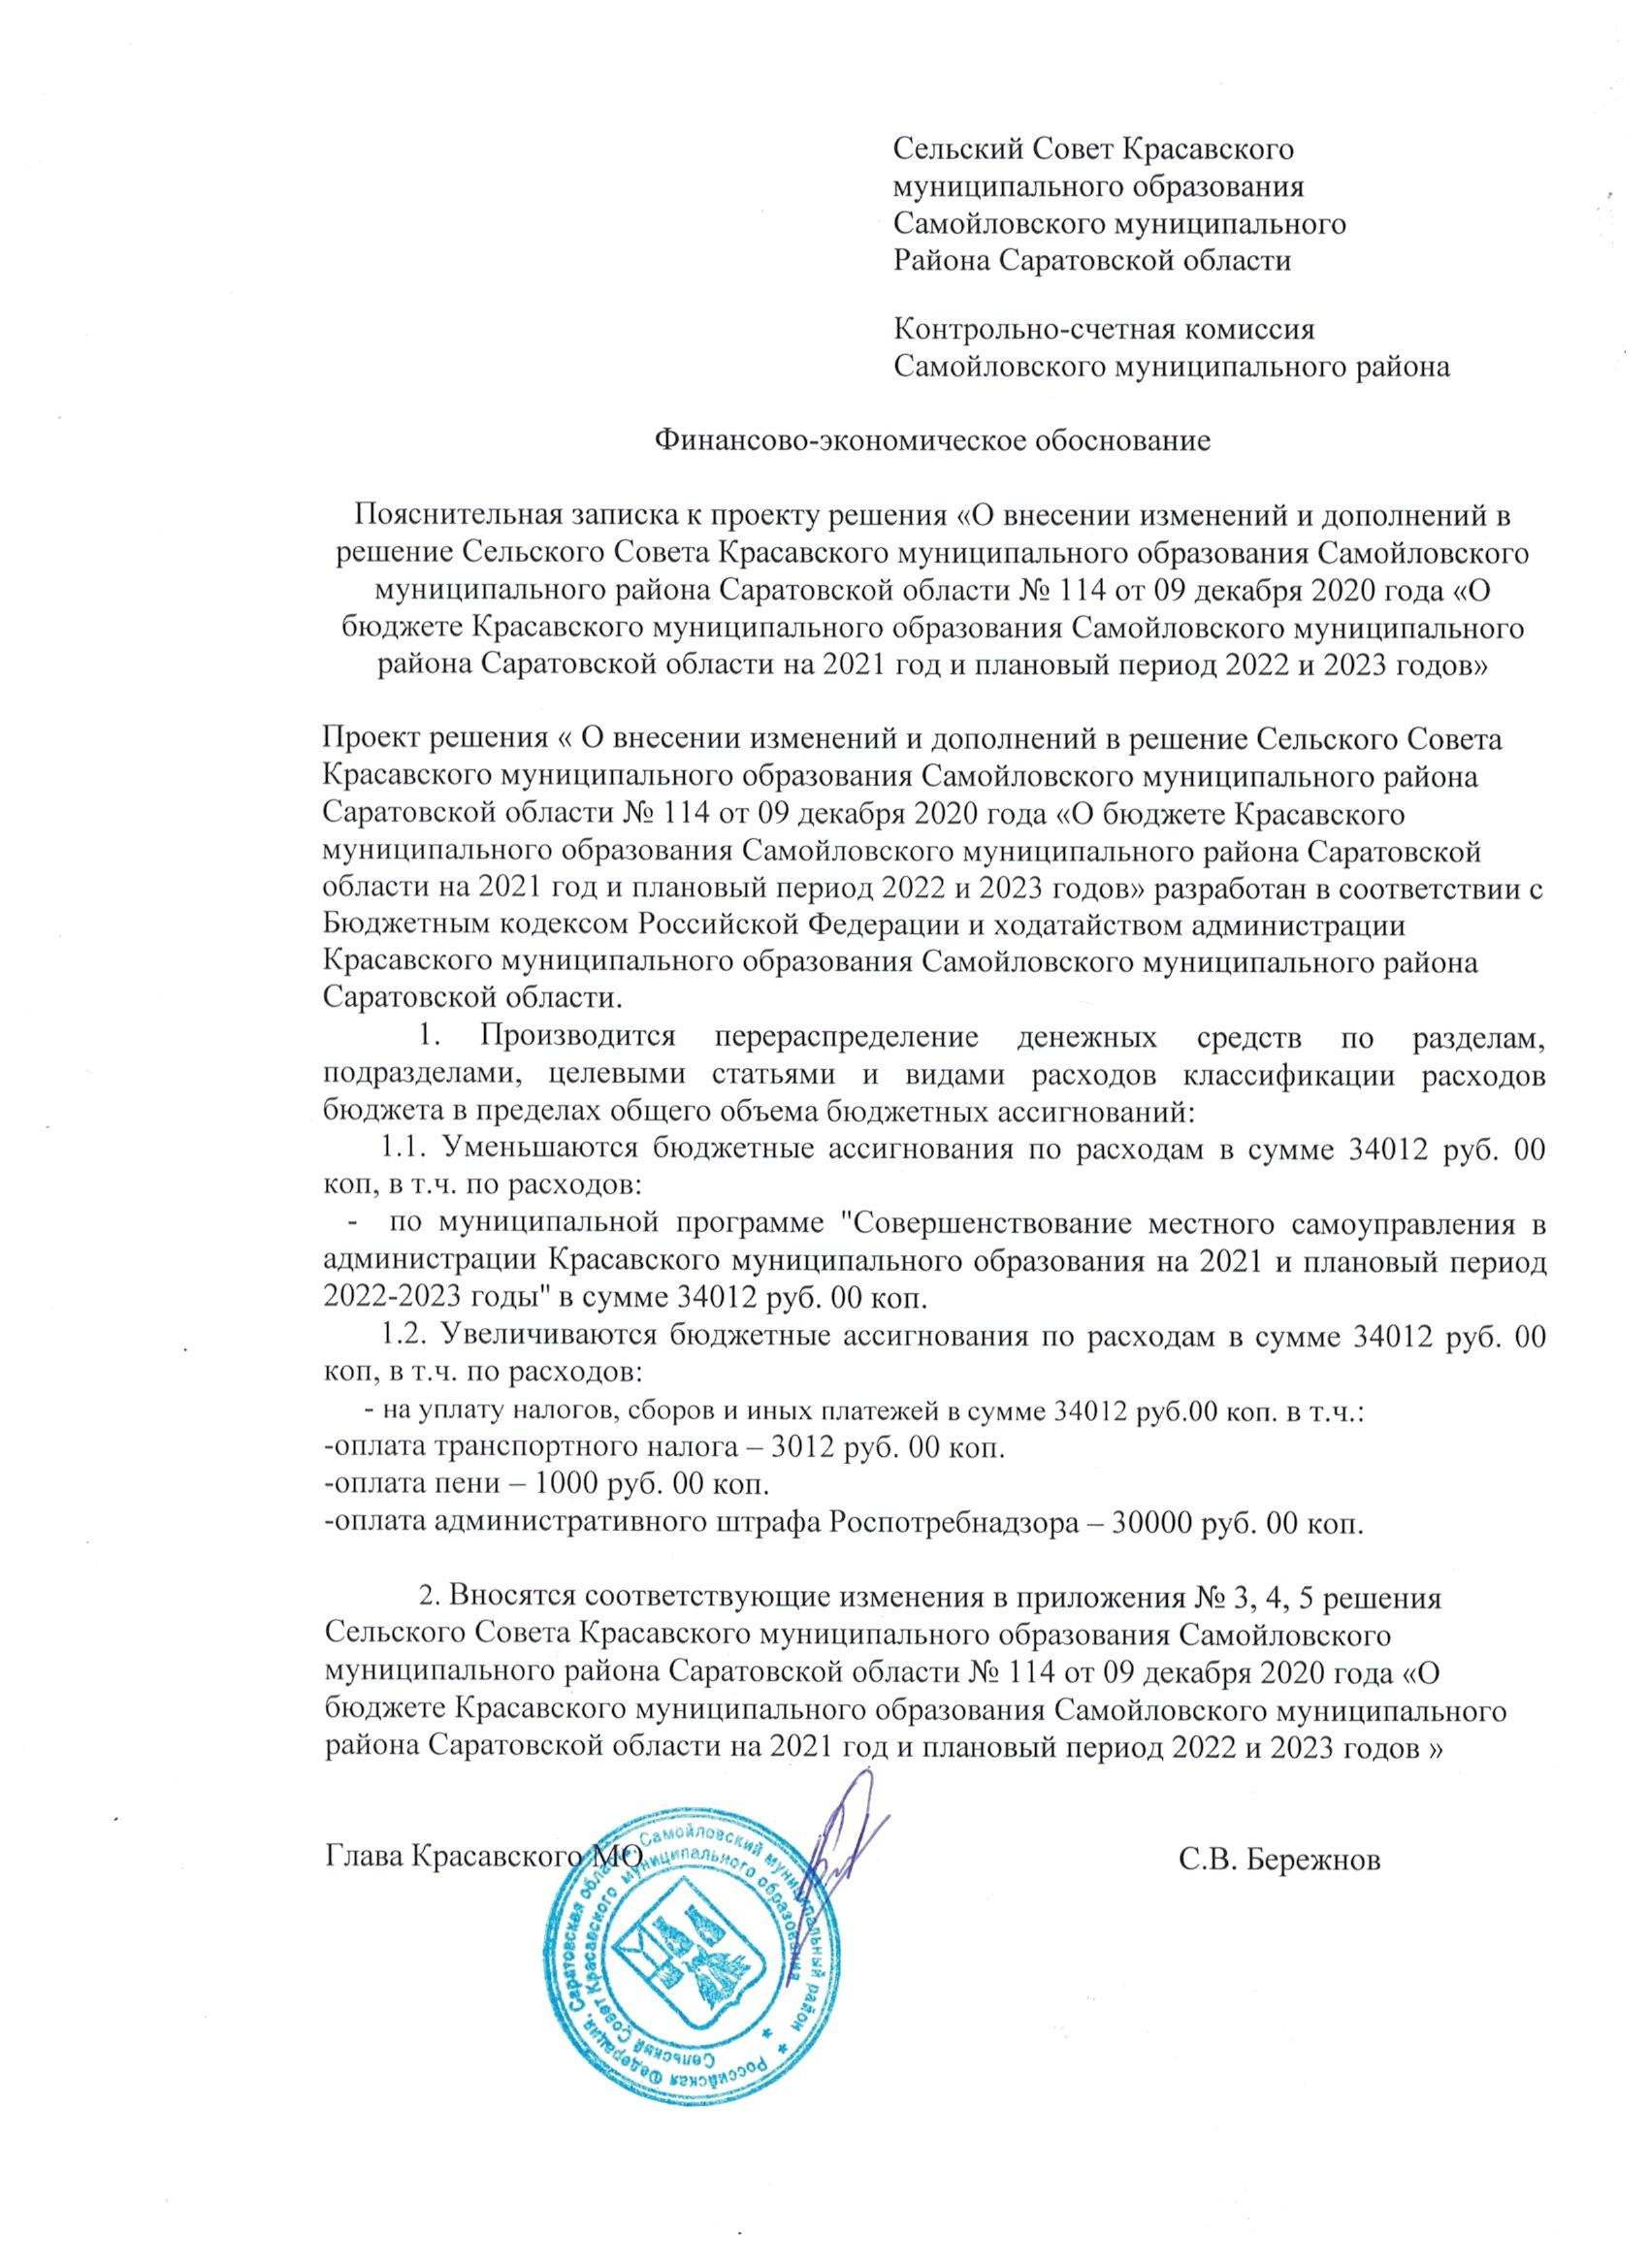 Сельский Совет Красавского
муниципального образования
Самойловского муниципального
Района Саратовской области
Контрольно-счетная комиссия
Самойловского муниципального района
Финансово-экономическое обоснование
Пояснительная записка к проекту решения «О внесении изменений и дополнений в
решение Сельского Совета Красавского муниципального образования Самойловского
муниципального района Саратовской области № 114 от 09 декабря 2020 года «О
бюджете Красавского муниципального образования Самойловского муниципального
района Саратовской области на 2021 год и плановый период 2022 и 2023 годов»
Проект решения « О внесении изменений и дополнений в решение Сельского Совета
Красавского муниципального образования Самойловского муниципального района
Саратовской области № 114 от 09 декабря 2020 года «О бюджете Красавского
муниципального образования Самойловского муниципального района Саратовской
области на 2021 год и плановый период 2022 и 2023 годов» разработан в соответствии с
Бюджетным кодексом Российской Федерации и ходатайством администрации
Красавского муниципального образования Самойловского муниципального района
Саратовской области.
1. Производится перераспределение денежных средств по разделам,
подразделами, целевыми статьями и видами расходов классификации расходов
бюджета в пределах общего объема бюджетных ассигнований:
1.1. Уменьшаются бюджетные ассигнования по расходам в сумме 34012 руб. 00
коп, в т.ч. по расходов:
- по муниципальной программе "Совершенствование местного самоуправления в
администрации Красавского муниципального образования на 2021 и плановый период
2022-2023 годы" в сумме 34012 руб. 00 коп.
1.2. Увеличиваются бюджетные ассигнования по расходам в сумме 34012 руб. 00
коп, в т.ч. по расходов:
- на уплату налогов, сборов и иных платежей в сумме 34012 руб.00 коп. в т.ч.:
-оплата транспортного налога – 3012 руб. 00 коп.
-оплата пени – 1000 руб. 00 коп.
-оплата административного штрафа Роспотребнадзора – 30000 руб. 00 коп.
2. Вносятся соответствующие изменения в приложения № 3, 4, 5 решения
Сельского Совета Красавского муниципального образования Самойловского
муниципального района Саратовской области № 114 от 09 декабря 2020 года «О
бюджете Красавского муниципального образования Самойловского муниципального
района Саратовской области на 2021 год и плановый период 2022 и 2023 годов »
Глава Красавского МО С.В. Бережнов
Российская Федерация, Саратовская область, Самойловский муниципальный район *
Сельский Совет Красавского муниципального образования *